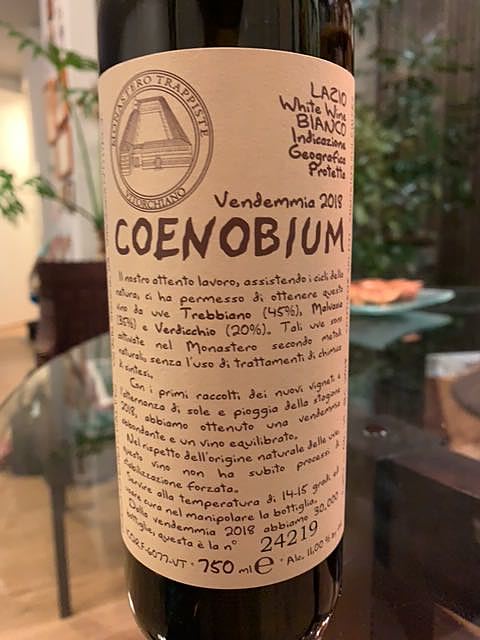 MONASTERO TRAPPISTE
VITORCHIANO
LAZIO
White Wine
BIANCO
Indicazione
Geografica
Protetta
Vendemmia 2018
COENOBIUM
Il nostro attento lavoro, assistendo i cicli della
natura, ci ha permesso di ottenere questo
vino da uve Trebbiano (45%), Malvasia
(35%) e Verdicchio (20%). Tali uve sono
coltivate nel Monastero secondo metodi
naturali, senza l'uso di trattamenti di chimica
di sintesi.
Con i primi raccolti dei nuovi vigneti e
l'alternanza di sole e pioggia della stagione
2018, abbiamo ottenuto una vendemmia
abbondante e un vino equilibrato.
Nel rispetto dell'origine naturale delle uve
questo vino non ha subito processi di
stabilizzazione forzata.
Servire alla temperatura di 14-15 gradi ed
avere cura nel manipolare la bottiglia.
Dalla vendemmia 2018 abbiamo 30.000
bottiglie, questa è la n° 24219
750 ml e Alc. 11,00 % by vol.